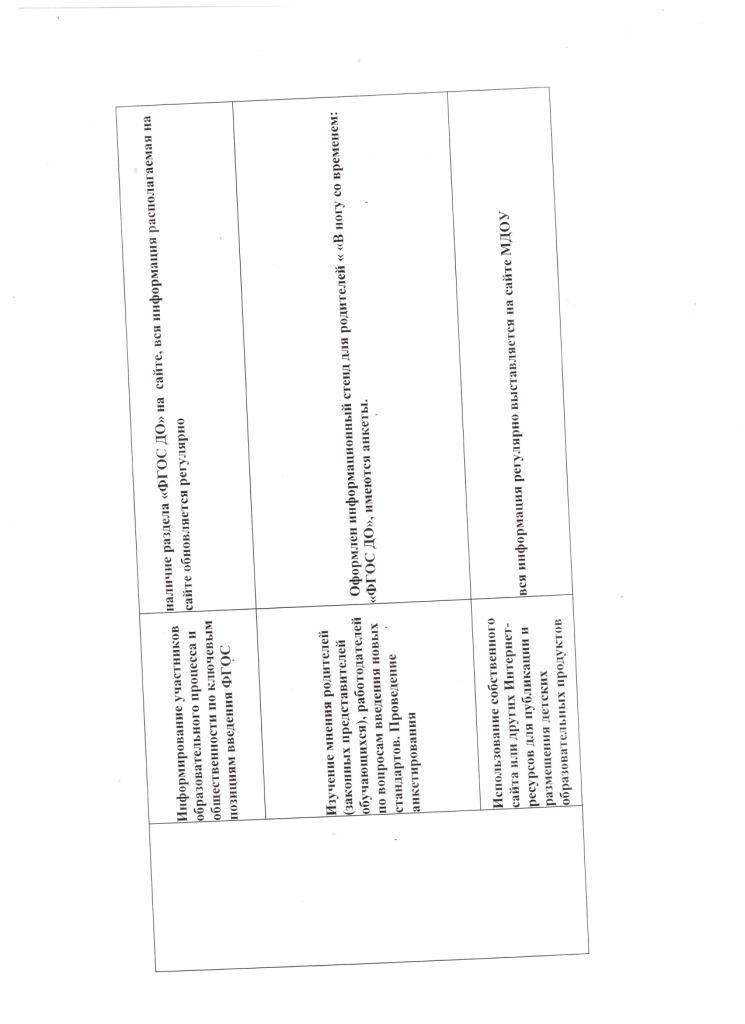 Информирование участников
образовательного процесса и
общественности по ключевым
позициям введения ФГОС
наличие раздела «ФГОС ДО» на сайте, вся информация располагаемая на
сайте обновляется регулярно
Изучение мнения родителей
(законных представителей
обучающихся), работодателей
по вопросам введения новых
стандартов. Проведение
анкетирования
Оформлен информационный стенд для родителей « «В ногу со временем:
«ФГОС ДО», имеются анкеты.
Использование собственного
сайта или других Интернет-
ресурсов для публикации и
размещения детских
образовательных продуктов
вся информация регулярно выставляется на сайте МДОУ